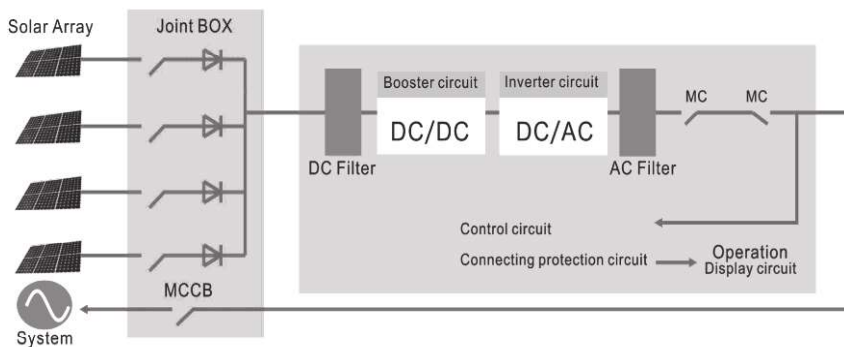 Solar Array
Joint BOX
Booster circuit
Inverter circuit
DC/DC
DC/AC
MC
MC
DC Filter
AC Filter
Control circuit
Connecting protection circuit
Operation
Display circuit
MCCB
System